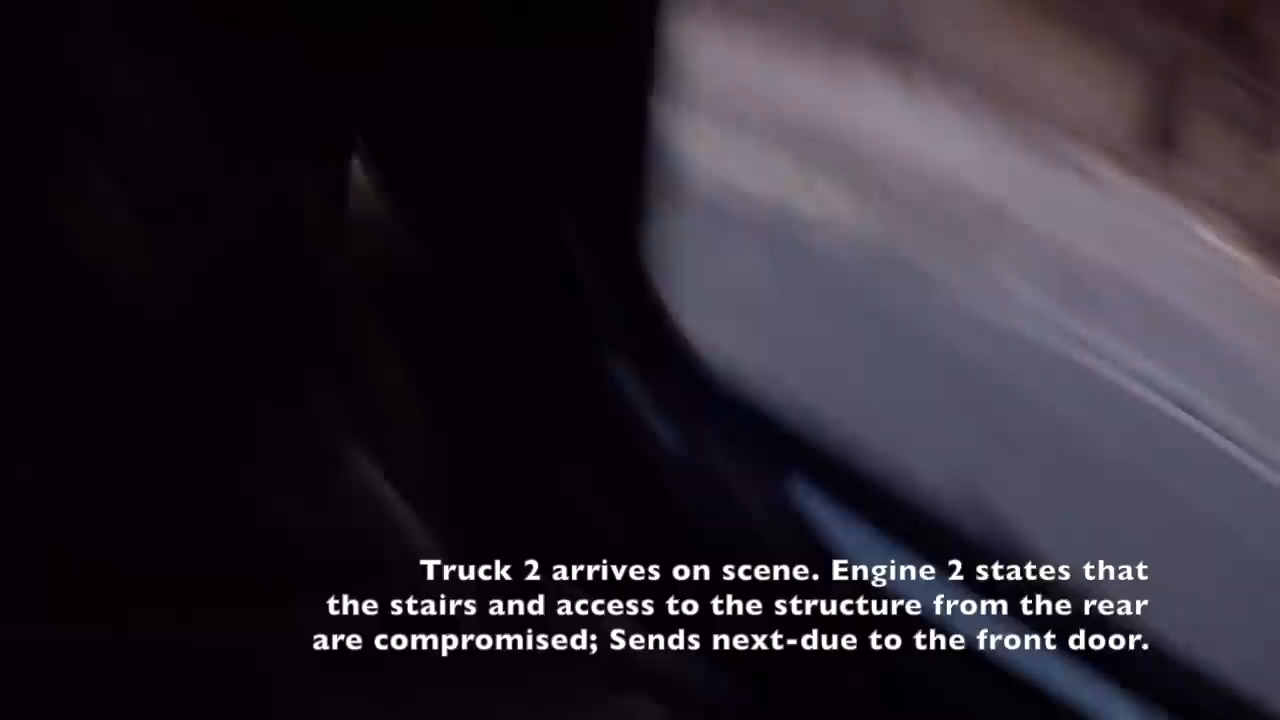 Truck 2 arrives on scene. Engine 2 states that
the stairs and access to the structure from the rear
are compromised; Sends next-due to the front door.